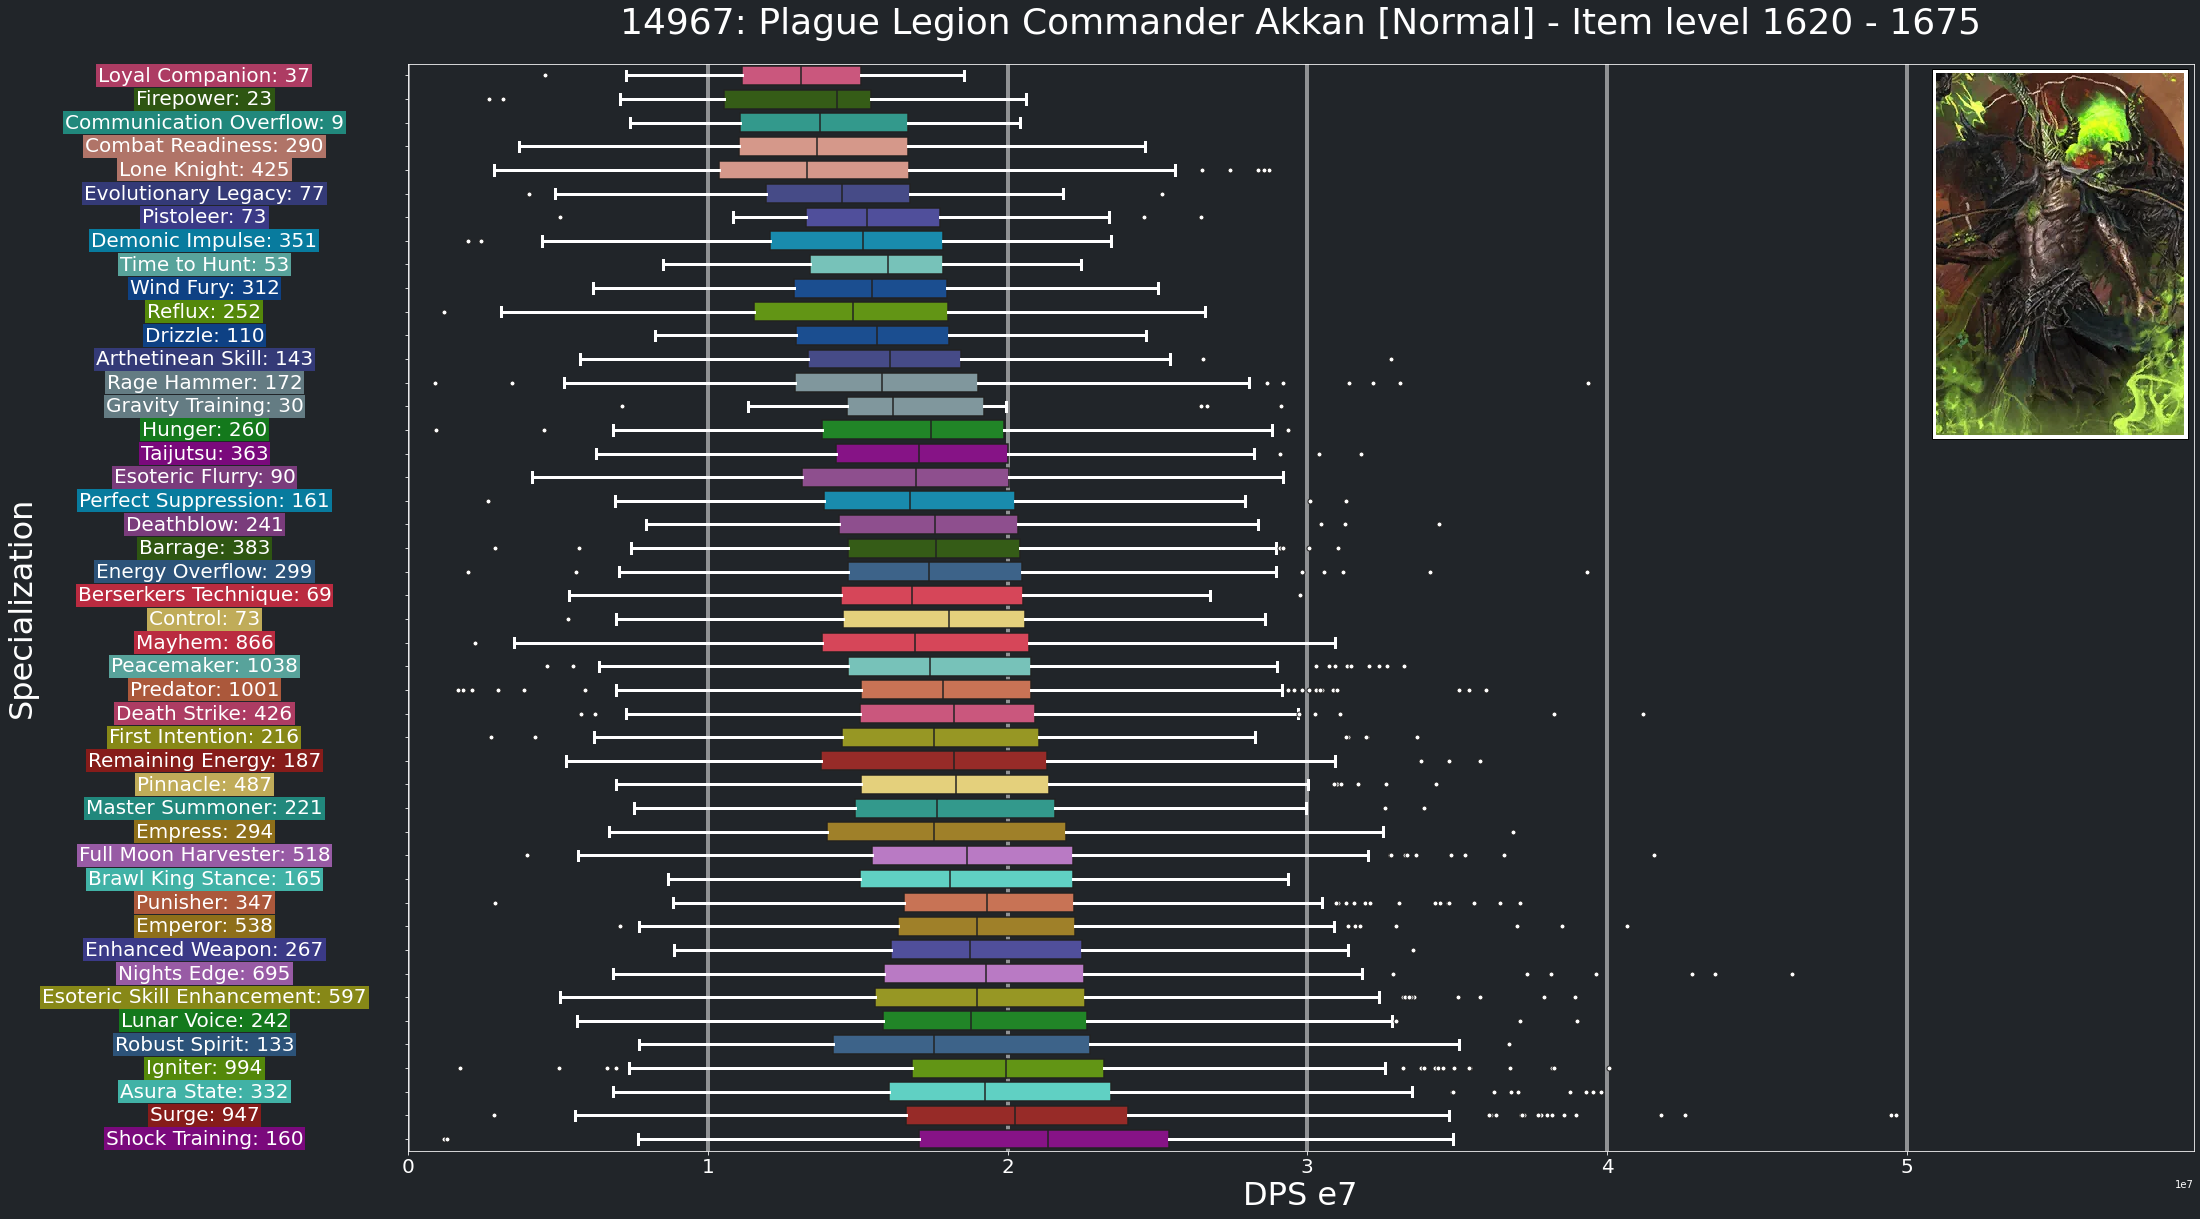 14967: Plague Legion Commander Akkan [Normal] - Item level 1620 - 1675
Specialization
Loyal Companion: 37
Firepower: 23
Communication Overflow: 9
Combat Readiness: 290
Lone Knight: 425
Evolutionary Legacy: 77
Pistoleer: 73
Demonic Impulse: 351
Time to Hunt: 53
Wind Fury: 312
Reflux: 252
Drizzle: 110
Arthetinean Skill: 143
Rage Hammer: 172
Gravity Training: 30
Hunger: 260
Taijutsu: 363
Esoteric Flurry: 90
Perfect Suppression: 161
Deathblow: 241
Barrage: 383
Energy Overflow: 299
Berserkers Technique: 69
Control: 73
Mayhem: 866
Peacemaker: 1038
Predator: 1001
Death Strike: 426
First Intention: 216
Remaining Energy: 187
Pinnacle: 487
Master Summoner: 221
Empress: 294
Full Moon Harvester: 518
Brawl King Stance: 165
Punisher: 347
Emperor: 538
Enhanced Weapon: 267
Nights Edge: 695
Esoteric Skill Enhancement: 597
Lunar Voice: 242
Robust Spirit: 133
Igniter: 994
Asura State: 332
Surge: 947
Shock Training: 160
0 1 2 3 4 5
DPS e7
1e7